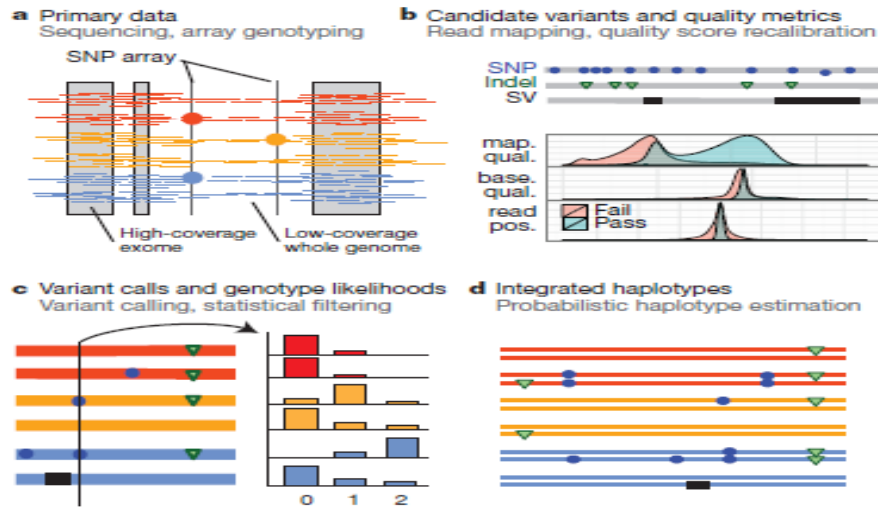 a Primary data
Sequencing, array genotyping
SNP array
High-coverage
exome
Low-coverage
whole genome
b Candidate variants and quality metrics
Read mapping, quality score recalibration
SNP
Indel
SV
map.
qual.
base.
qual.
read
pos.
Fail
Pass
c Variant calls and genotype likelihoods
Variant calling, statistical filtering
0 1 2
d Integrated haplotypes
Probabilistic haplotype estimation